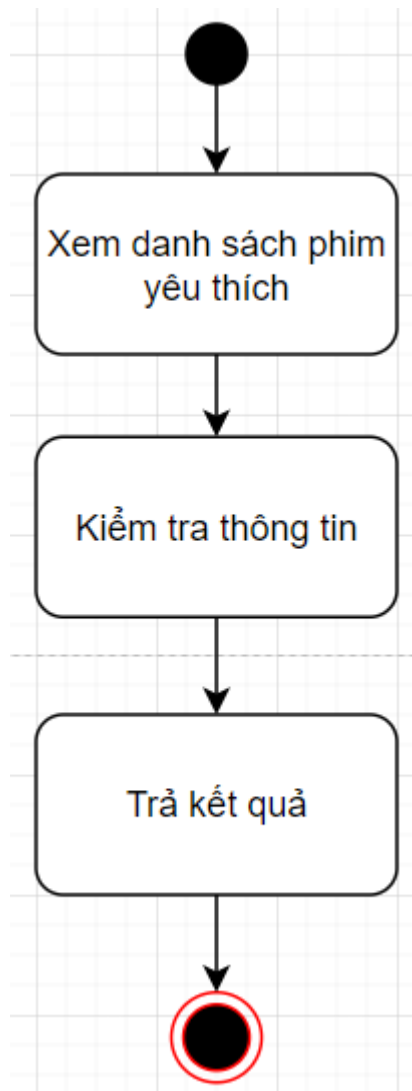 Xem danh sách phim
yêu thích
Kiểm tra thông tin
Trả kết quả